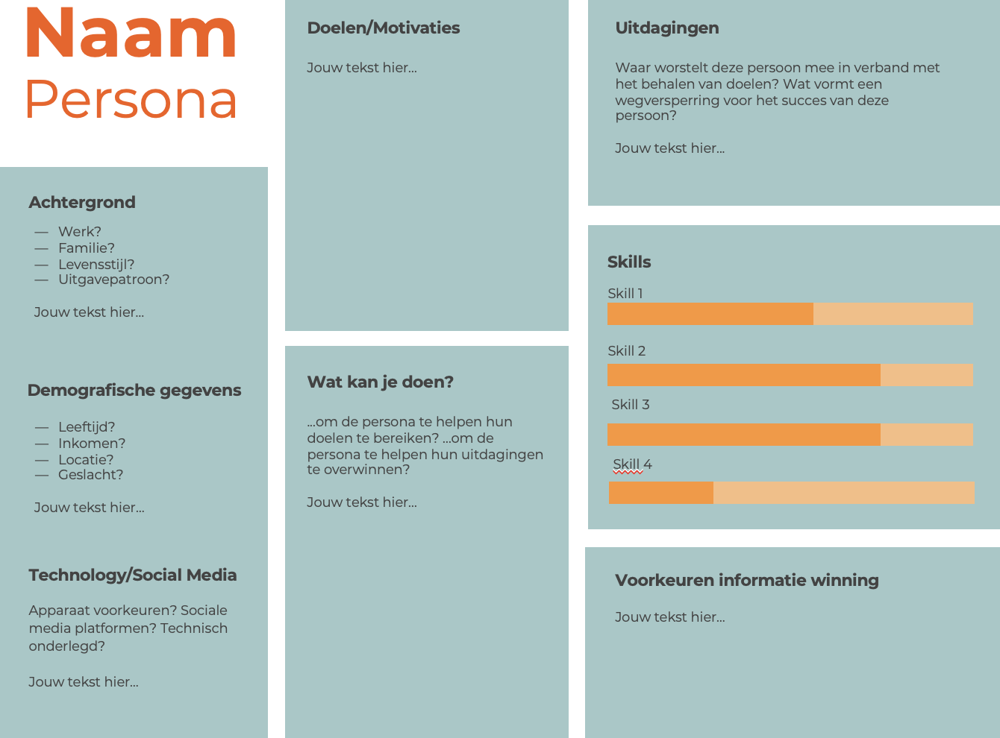 Naam
Persona
Achtergrond
— Werk?
— Familie?
— Levensstijl?
— Uitgavepatroon?
Jouw tekst hier...
Demografische gegevens
— Leeftijd?
— Inkomen?
— Locatie?
— Geslacht?
Jouw tekst hier...
Technology/Social Media
Apparaat voorkeuren? Sociale
media platformen? Technisch
onderlegd?
Jouw tekst hier...
Doelen/Motivaties
Jouw tekst hier...
Wat kan je doen?
...om de persona te helpen hun
doelen te bereiken? ...om de
persona te helpen hun uitdagingen
te overwinnen?
Jouw tekst hier...
Uitdagingen
Waar worstelt deze persoon mee in verband met
het behalen van doelen? Wat vormt een
wegversperring voor het succes van deze
persoon?
Jouw tekst hier...
Skills
Skill 1
Skill 2
Skill 3
Skill 4
Voorkeuren informatie winning
Jouw tekst hier...